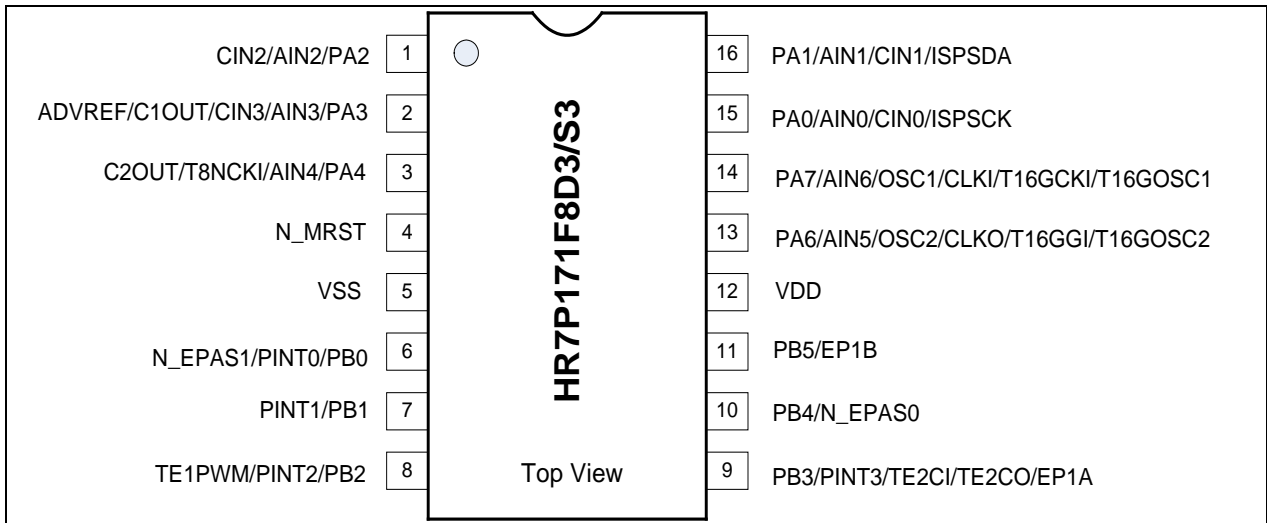 CIN2/AIN2/PA2 1 16 PA1/AIN1/CIN1/ISPSDA
ADVREF/C1OUT/CIN3/AIN3/PA3 2 15 PA0/AIN0/CIN0/ISPSCK
C2OUT/T8NCKI/AIN4/PA4 3 14 PA7/AIN6/OSC1/CLKI/T16GCKI/T16GOSC1
N_MRST 4 13 PA6/AIN5/OSC2/CLKO/T16GGI/T16GOSC2
VSS 5 12 VDD
N_EPAS1/PINT0/PB0 6 11 PB5/EP1B
PINT1/PB1 7 10 PB4/N_EPAS0
TE1PWM/PINT2/PB2 8 9 PB3/PINT3/TE2CI/TE2CO/EP1A
HR7P171F8D3/S3
Top View